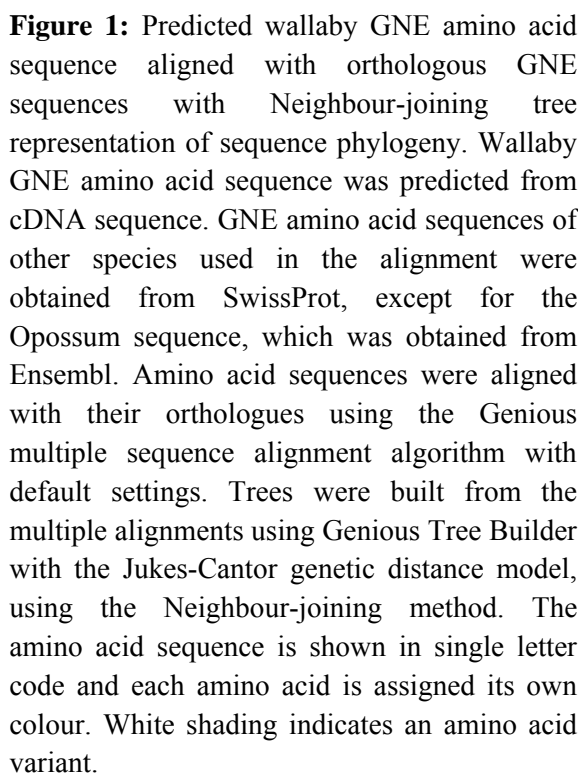 Figure 1: Predicted wallaby GNE amino acid
sequence aligned with orthologous GNE
sequences with Neighbour-joining tree
representation of sequence phylogeny. Wallaby
GNE amino acid sequence was predicted from
cDNA sequence. GNE amino acid sequences of
other species used in the alignment were
obtained from SwissProt, except for the
Opossum sequence, which was obtained from
Ensembl. Amino acid sequences were aligned
with their orthologues using the Genious
multiple sequence alignment algorithm with
default settings. Trees were built from the
multiple alignments using Genious Tree Builder
with the Jukes-Cantor genetic distance model,
using the Neighbour-joining method. The
amino acid sequence is shown in single letter
code and each amino acid is assigned its own
colour. White shading indicates an amino acid
variant.